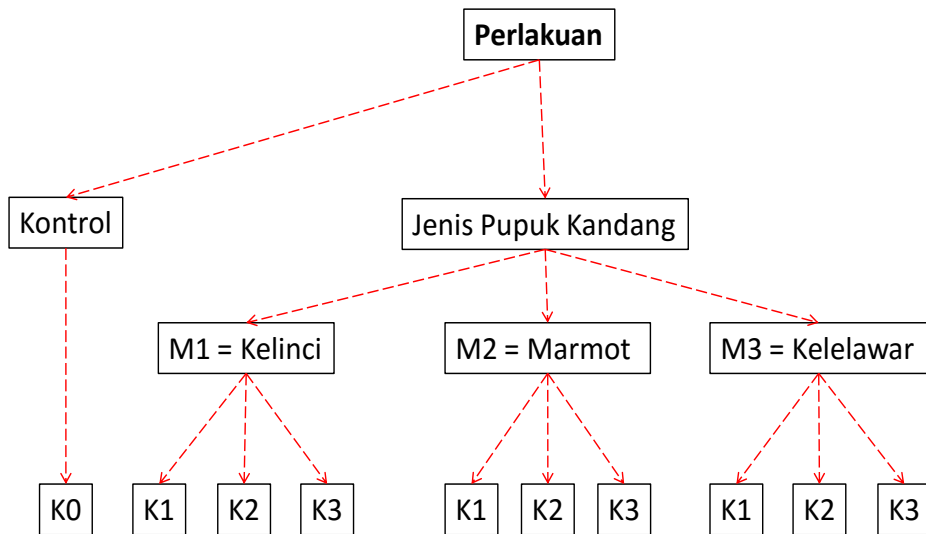 Perlakuan
Kontrol
Jenis Pupuk Kandang
M1 = Kelinci
M2 = Marmot
M3 = Kelelawar
K0
K1
K2
K3
K1
K2
K3
K1
K2
K3